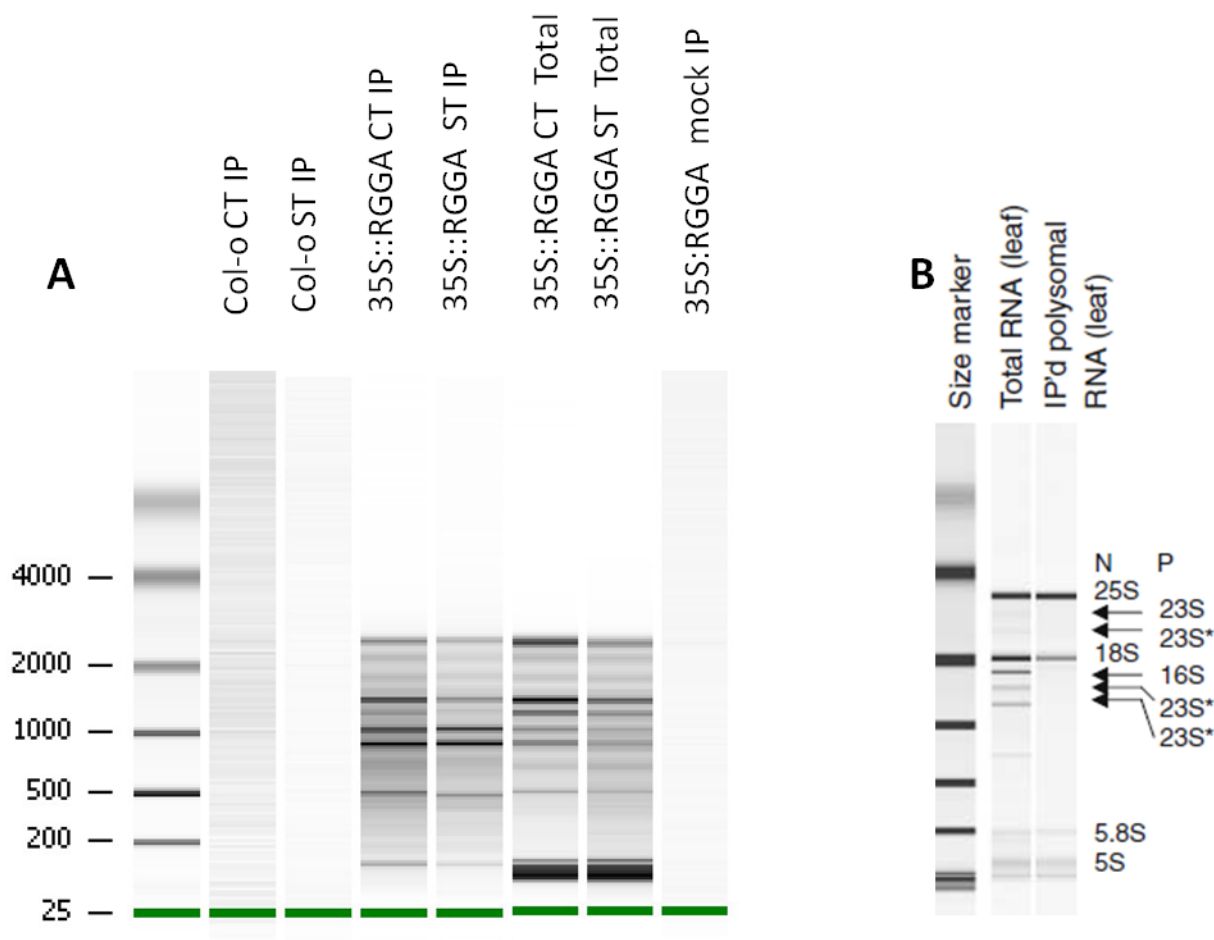 A
Col-o CT IP
Col-o ST IP
35S::RGGA CT IP
35S::RGGA ST IP
35S::RGGA CT Total
35S::RGGA ST Total
35S:RGGA mock IP
4000
2000
1000
500
200
25
B
Size marker
Total RNA (leaf)
IP'd polysomal
RNA (leaf)
N P
25S
23S
23S*
18S
16S
23S*
23S*
5.8S
5S